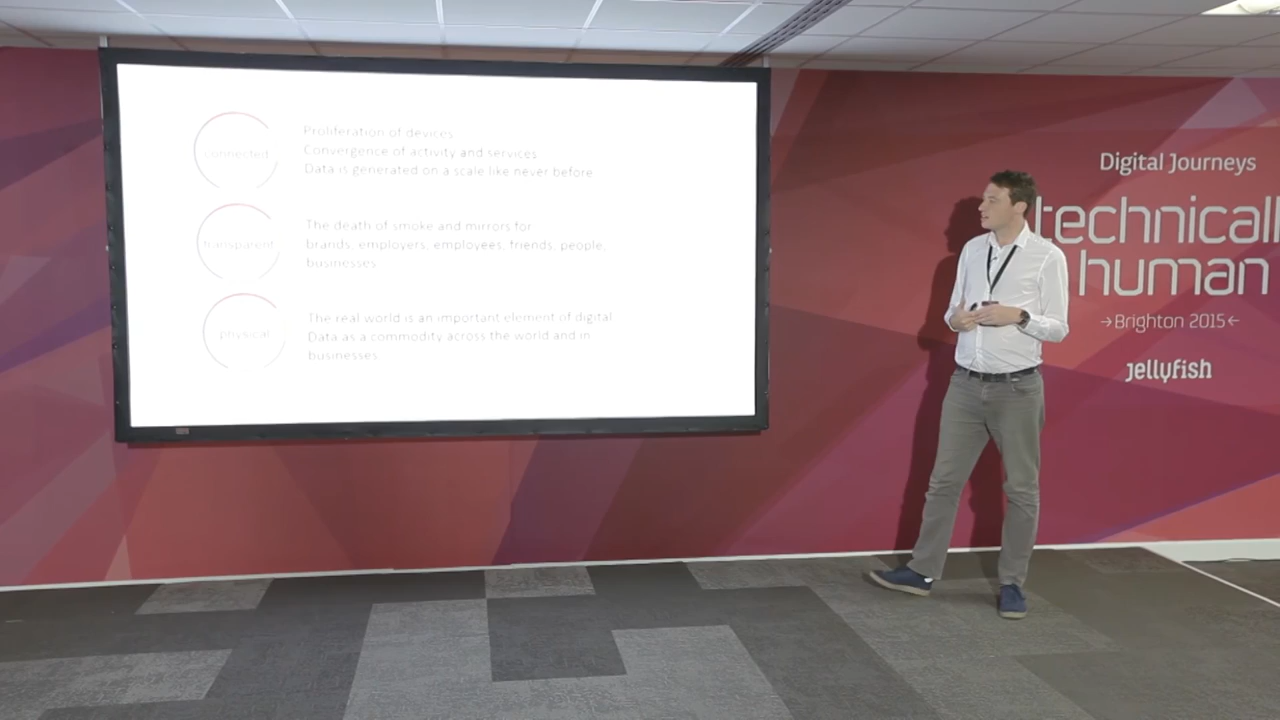 connected
Proliferation of devices
Convergence of activity and services
Data is generated on a scale like never before
transparent
The death of smoke and mirrors for
brands, employers, employees, friends, people,
businesses
physical
The real world is an important element of digital
Data as a commodity across the world and in
businesses
Digital Journeys
technicall
human
→Brighton 2015←
jellyfish